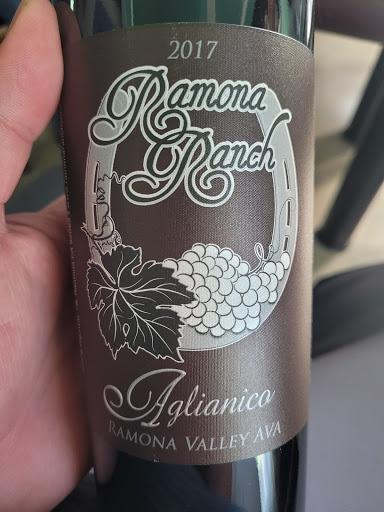 2017
Ramona
Ranch
Aglianico
RAMONA VALLEY AVA